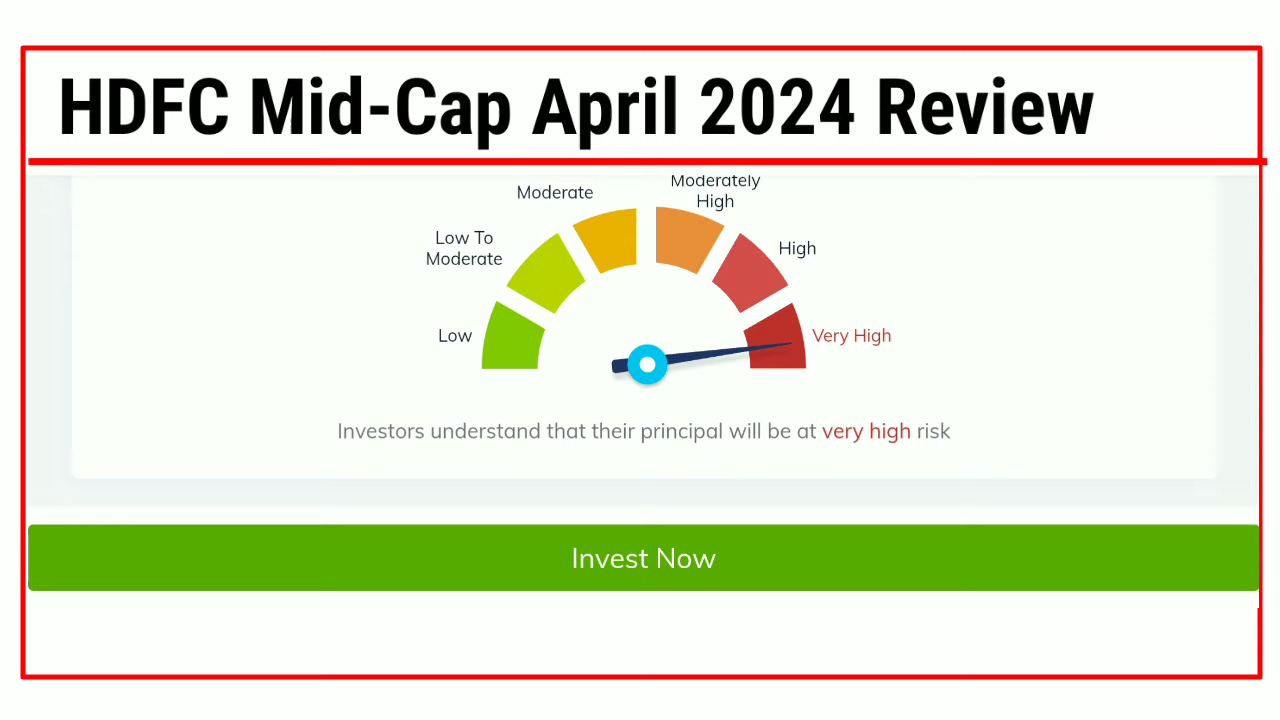 HDFC Mid-Cap April 2024 Review
Moderate
Moderately
High
Low To
Moderate
High
Low
Very High
Investors understand that their principal will be at very high risk
Invest Now